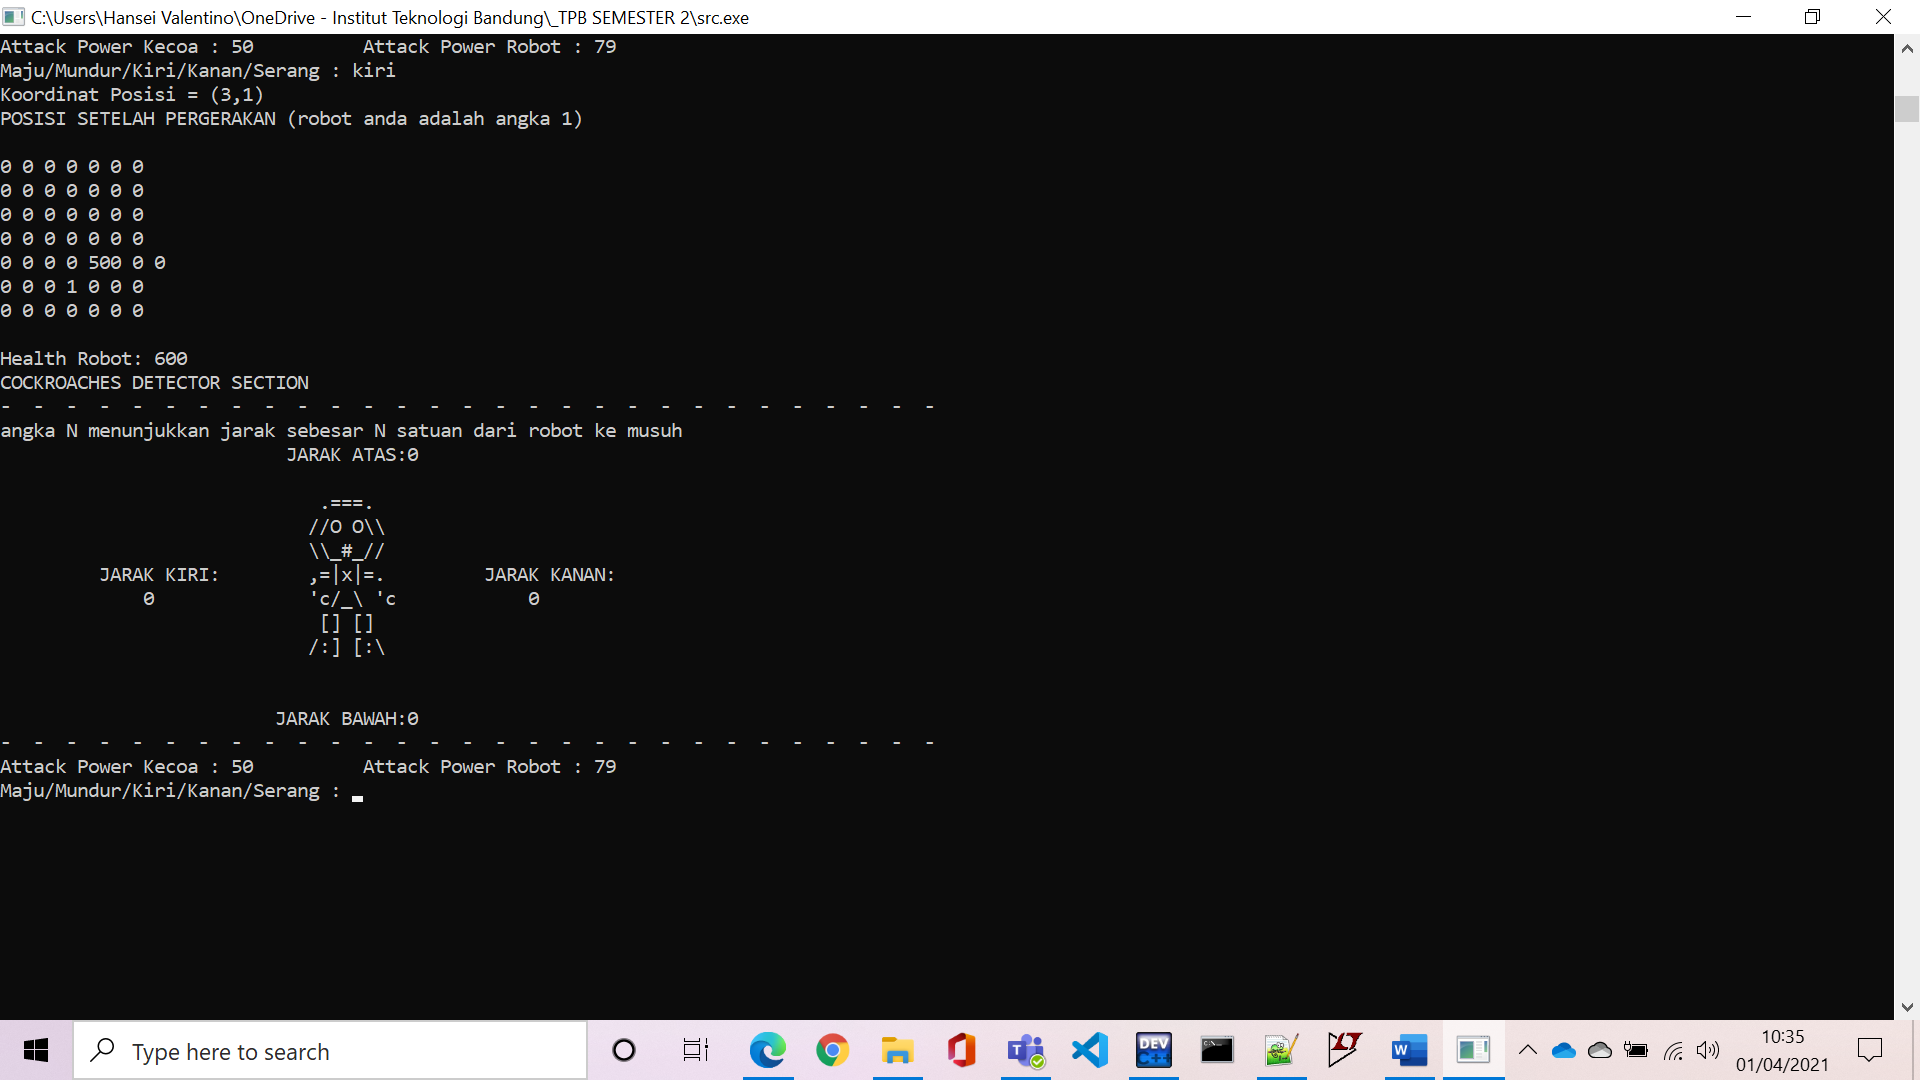 C:\Users\Hansei Valentino\OneDrive - Institut Teknologi Bandung\_TPB SEMESTER 2\src.exe
Attack Power Kecoa : 50          Attack Power Robot : 79
Maju/Mundur/Kiri/Kanan/Serang : kiri
Koordinat Posisi = (3,1)
POSISI SETELAH PERGERAKAN (robot anda adalah angka 1)
0 0 0 0 0 0 0
0 0 0 0 0 0 0
0 0 0 0 0 0 0
0 0 0 0 0 0 0
0 0 0 0 500 0 0
0 0 0 1 0 0 0
0 0 0 0 0 0 0
Health Robot: 600
COCKROACHES DETECTOR SECTION
-  -  -  -  -  -  -  -  -  -  -  -  -  -  -  -  -  -  -  -  -  -  -  -  -  -  -  -  -
angka N menunjukkan jarak sebesar N satuan dari robot ke musuh
                          JARAK ATAS:0
                             .===.
                            //O O\\
                            \\_#_//
         JARAK KIRI:        ,=|x|=.         JARAK KANAN:
             0              'c/_\ 'c            0
                             [] []
                            /:] [:\
                         JARAK BAWAH:0
-  -  -  -  -  -  -  -  -  -  -  -  -  -  -  -  -  -  -  -  -  -  -  -  -  -  -  -  -
Attack Power Kecoa : 50          Attack Power Robot : 79
Maju/Mundur/Kiri/Kanan/Serang : _
Type here to search
DEV C++
10:35
01/04/2021